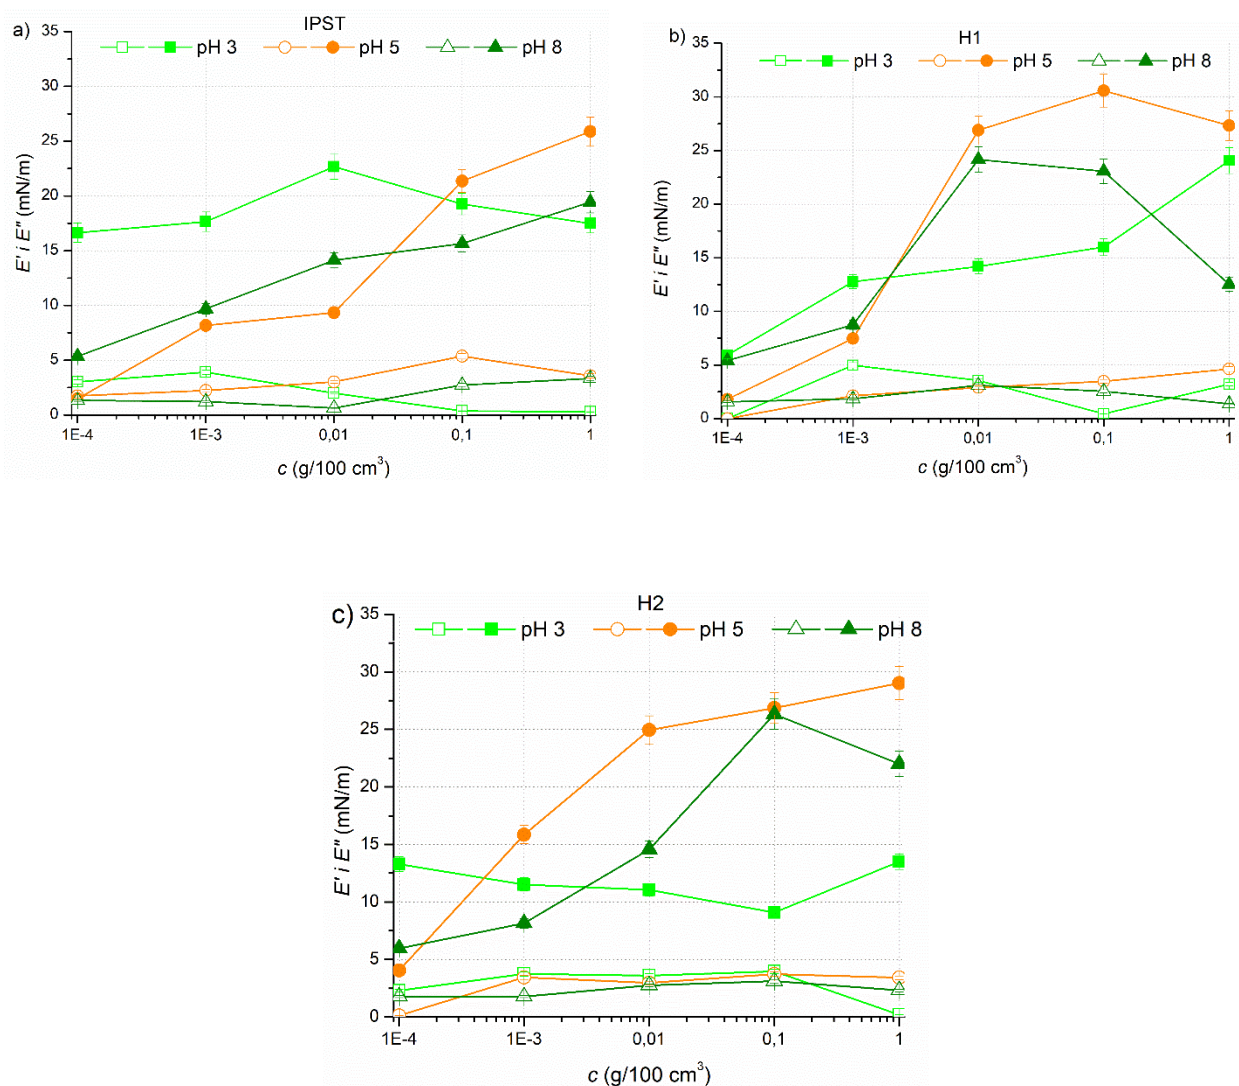 a)
IPST
pH 3 pH 5 pH 8
35
30
25
20
15
10
5
0
E' i E" (mN/m)
1E-4 1E-3 0,01 0,1 1
c (g/100 cm³)
b)
H1
pH 3 pH 5 pH 8
35
30
25
20
15
10
5
0
E' i E" (mN/m)
1E-4 1E-3 0,01 0,1 1
c (g/100 cm³)
c)
H2
pH 3 pH 5 pH 8
35
30
25
20
15
10
5
0
E' i E" (mN/m)
1E-4 1E-3 0,01 0,1 1
c (g/100 cm³)